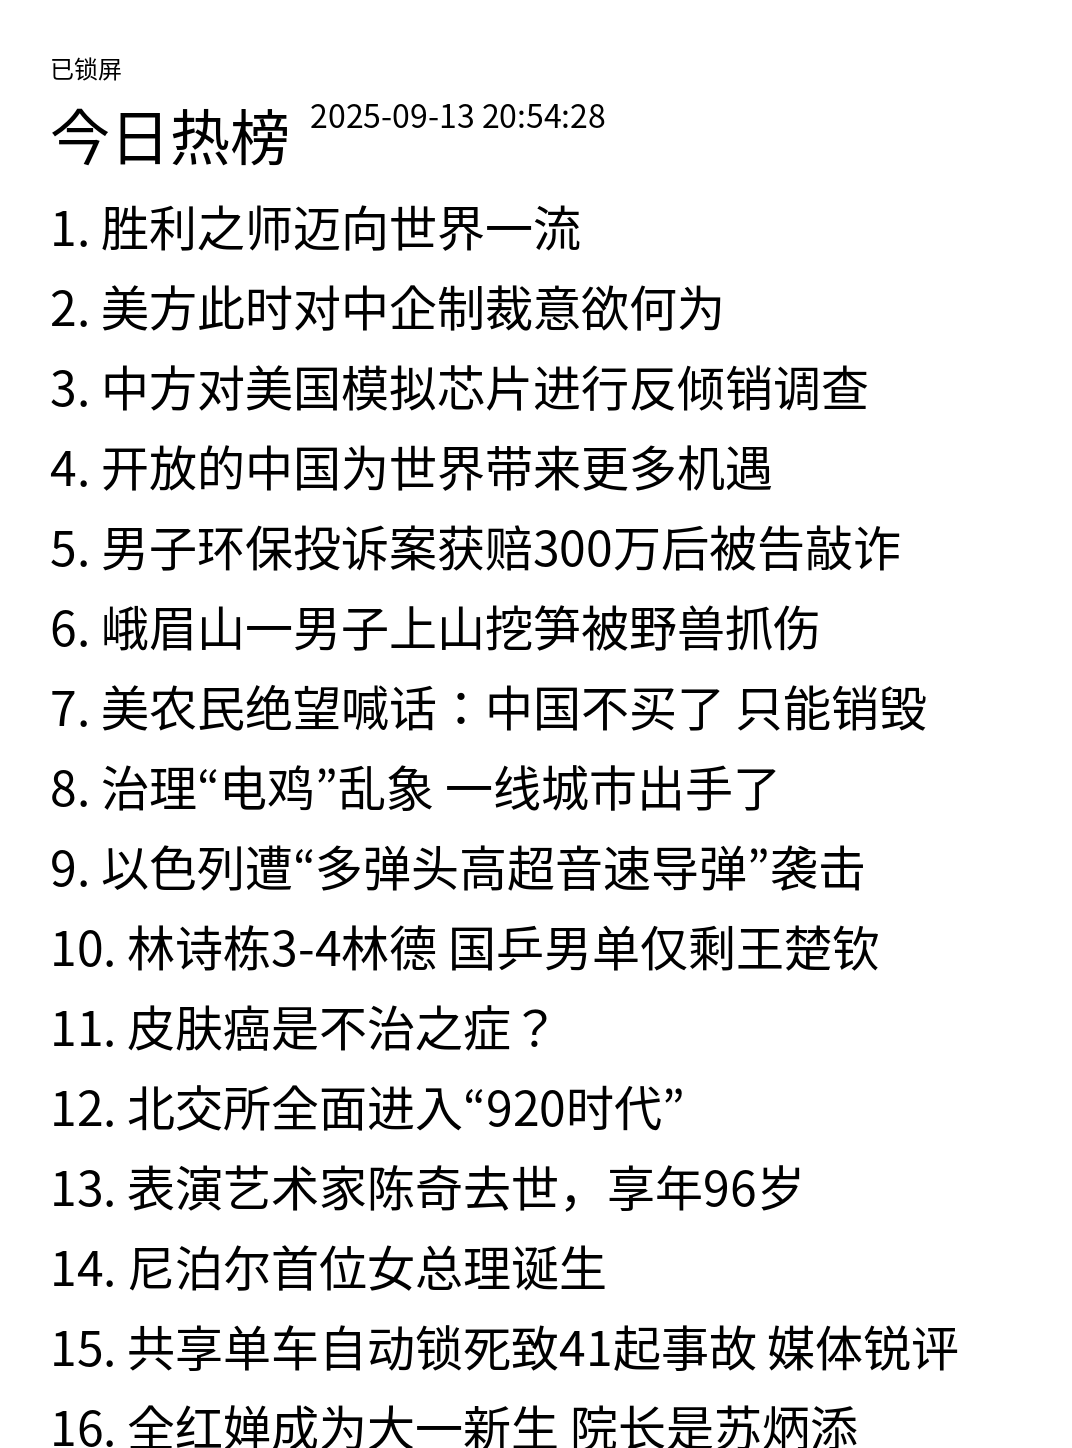 已锁屏
今日热榜 2025-09-13 20:54:28
1. 胜利之师迈向世界一流
2. 美方此时对中企制裁意欲何为
3. 中方对美国模拟芯片进行反倾销调查
4. 开放的中国为世界带来更多机遇
5. 男子环保投诉案获赔300万后被告敲诈
6. 峨眉山一男子上山挖笋被野兽抓伤
7. 美农民绝望喊话：中国不买了 只能销毁
8. 治理“电鸡”乱象 一线城市出手了
9. 以色列遭“多弹头高超音速导弹”袭击
10. 林诗栋3-4林德 国乒男单仅剩王楚钦
11. 皮肤癌是不治之症？
12. 北交所全面进入“920时代”
13. 表演艺术家陈奇去世，享年96岁
14. 尼泊尔首位女总理诞生
15. 共享单车自动锁死致41起事故 媒体锐评
16. 全红婵成为大一新生 院长是苏炳添